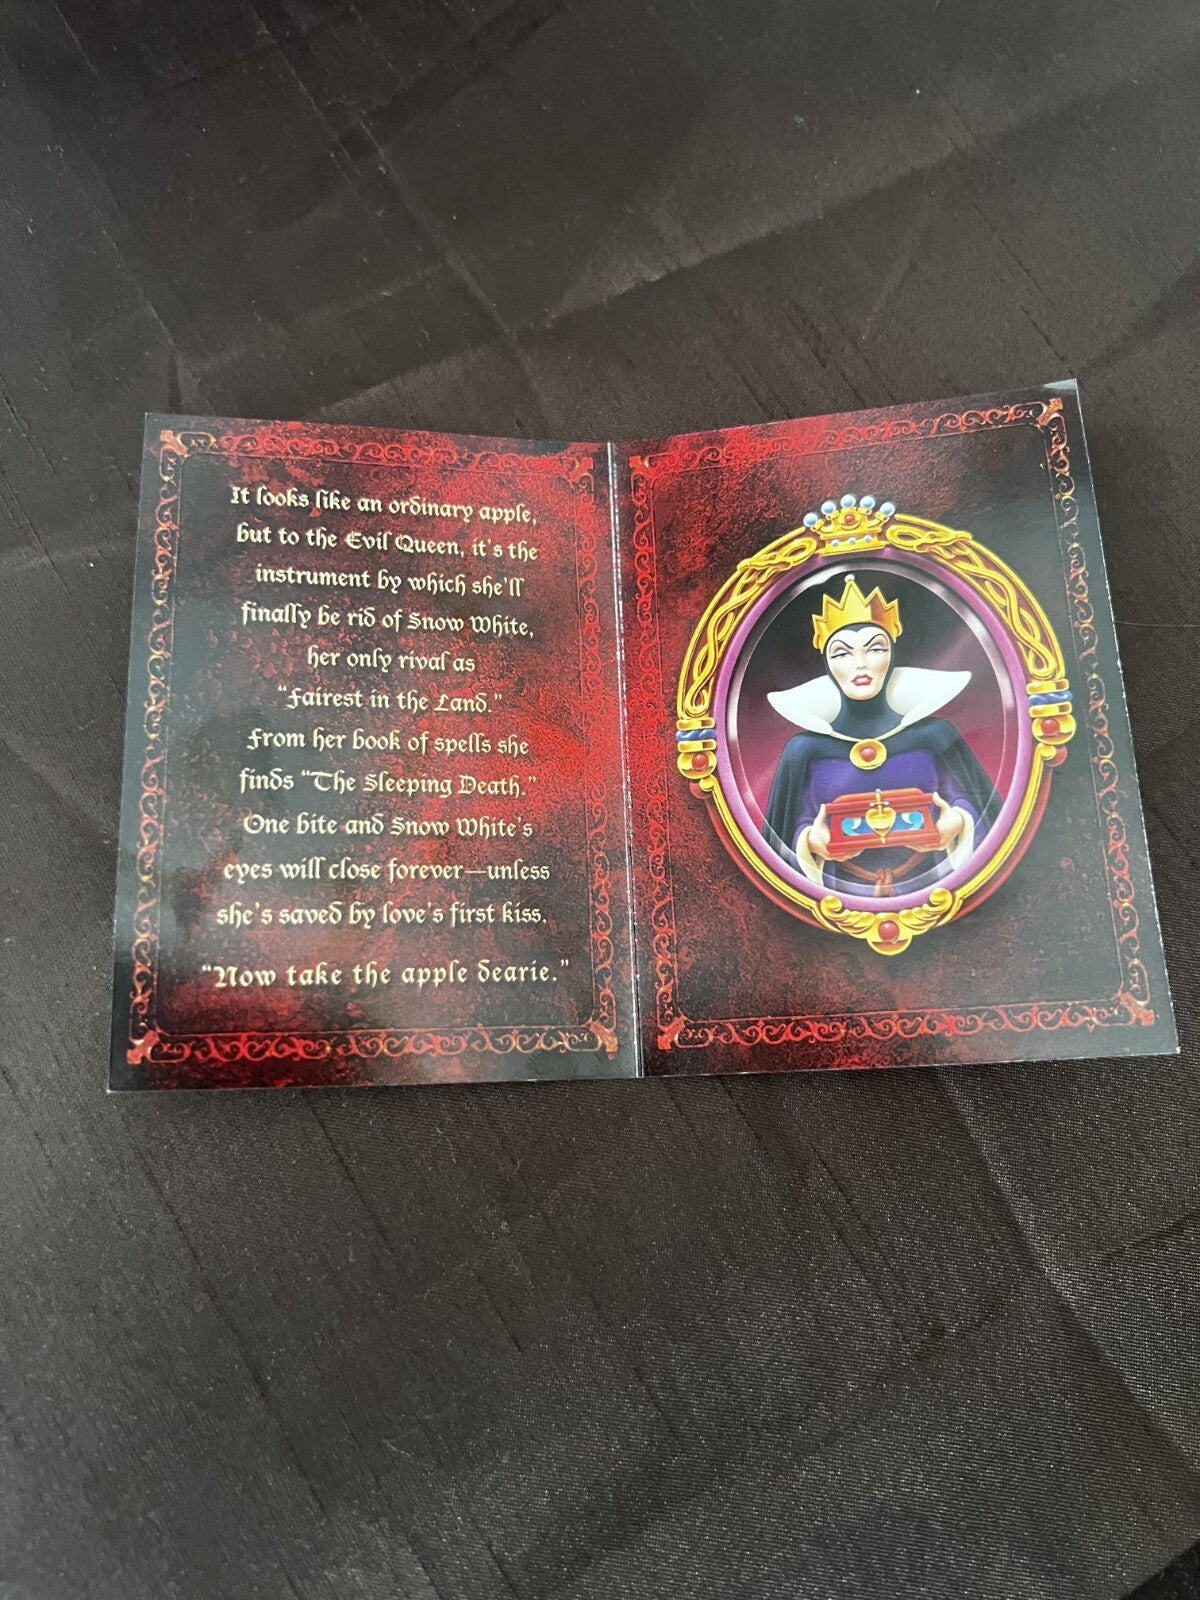 It looks like an ordinary apple,
but to the Evil Queen, it's the
instrument by which she'll
finally be rid of Snow White,
her only rival as
"Fairest in the Land."
From her book of spells she
finds "The Sleeping Death."
One bite and Snow White's
eyes will close forever—unless
she's saved by love's first kiss.
"Now take the apple dearie."